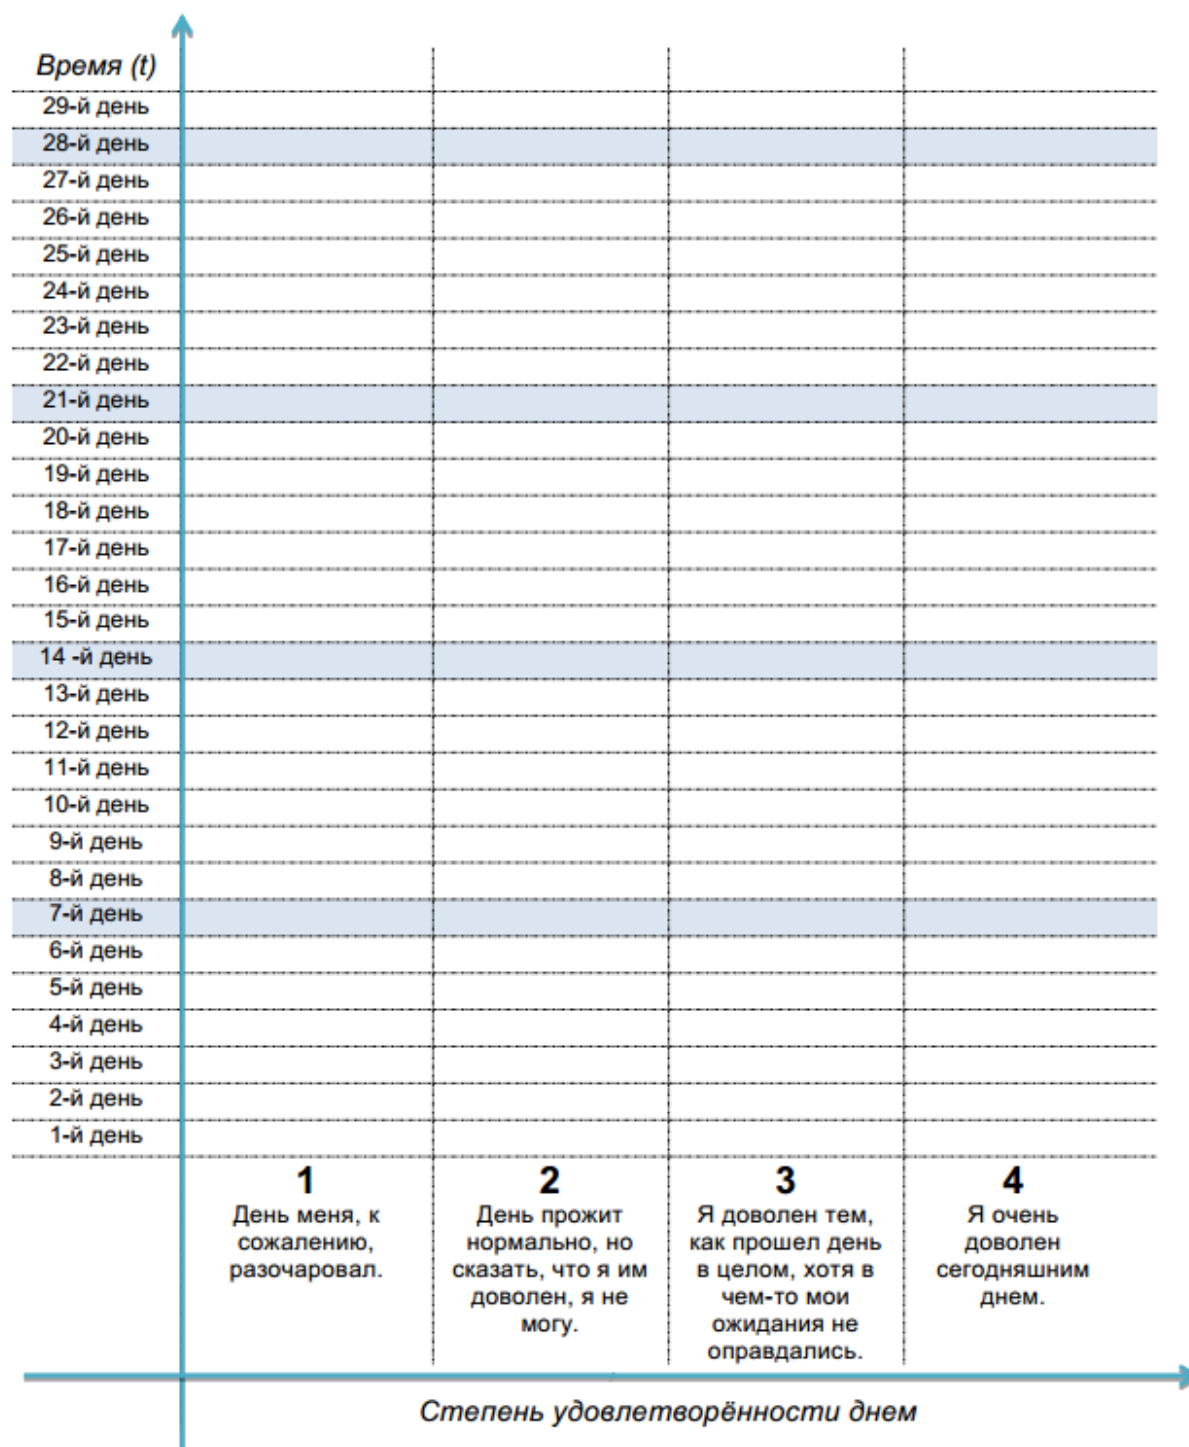 Время (t)
29-й день
28-й день
27-й день
26-й день
25-й день
24-й день
23-й день
22-й день
21-й день
20-й день
19-й день
18-й день
17-й день
16-й день
15-й день
14 -й день
13-й день
12-й день
11-й день
10-й день
9-й день
8-й день
7-й день
6-й день
5-й день
4-й день
3-й день
2-й день
1-й день
1
День меня, к
сожалению,
разочаровал.
2
День прожит
нормально, но
сказать, что я им
доволен, я не
могу.
3
Я доволен тем,
как прошел день
в целом, хотя в
чем-то мои
ожидания не
оправдались.
4
Я очень
доволен
сегодняшним
днем.
Степень удовлетворённости днем